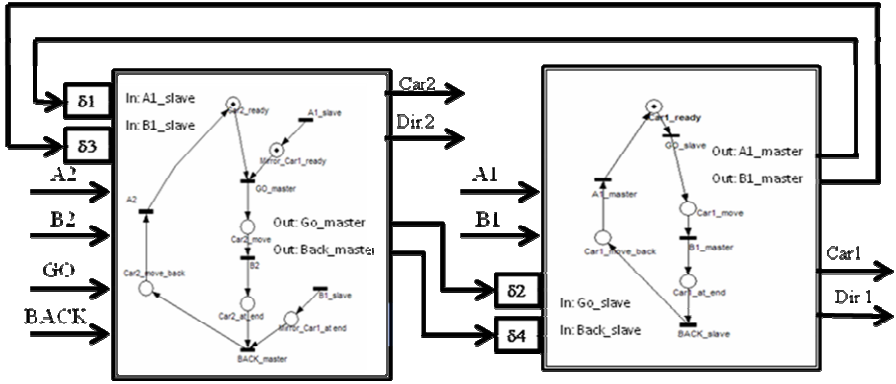 δ1
δ3
A2
B2
GO
BACK
In: A1_slave
In: B1_slave
Car2_ready
A1_slave
Mirror_Car1_ready
GO_master
A2
Car2_move
B2
Car2_move_back
Car2_at_end
B1_slave
Mirror_Car1_at end
BACK_master
Out: Go_master
Out: Back_master
Car2
Dir.2
A1
B1
δ2
δ4
In: Go_slave
In: Back_slave
Car1_ready
GO_slave
Out: A1_master
Out: B1_master
A1_master
Car1_move
B1_master
Car1_move_back
Car1_at_end
BACK_slave
Car1
Dir 1